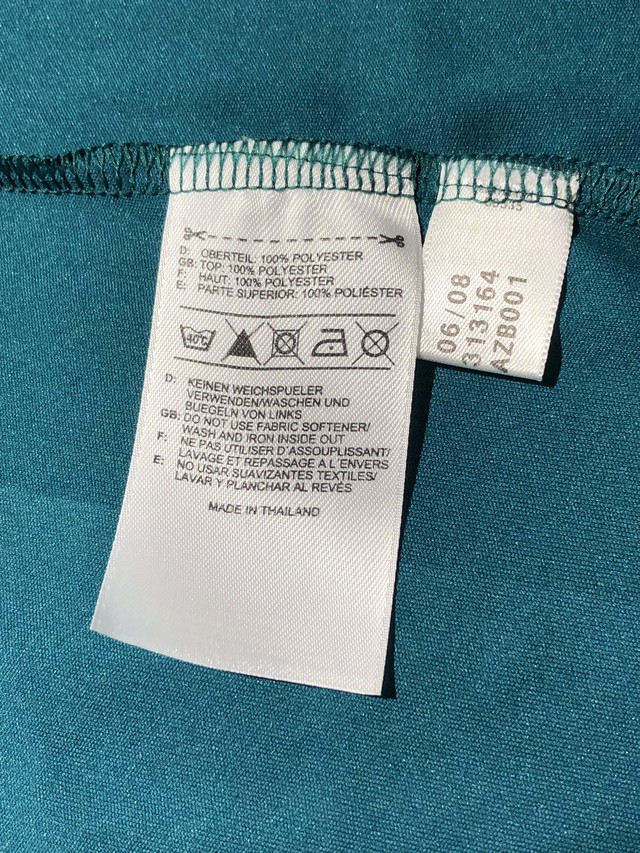 D: OBERTEIL: 100% POLYESTER
GB: TOP: 100% POLYESTER
F: HAUT: 100% POLYESTER
E: PARTE SUPERIOR: 100% POLIÉSTER
40°C
D: KEINEN WEICHSPUELER
VERWENDEN/WASCHEN UND
BUEGELN VON LINKS
GB: DO NOT USE FABRIC SOFTENER/
WASH AND IRON INSIDE OUT
F: NE PAS UTILISER D'ASSOUPLISSANT/
LAVAGE ET REPASSAGE A L'ENVERS
E: NO USAR SUAVIZANTES TEXTILES/
LAVAR Y PLANCHAR AL REVÉS
MADE IN THAILAND
06/08
313164
AZB001